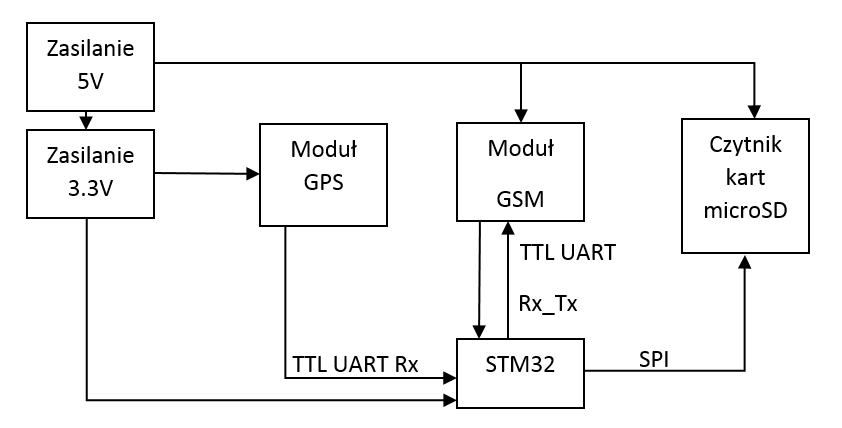 Zasilanie
5V
Zasilanie
3.3V
Moduł
GPS
Moduł
GSM
Czytnik
kart
microSD
TTL UART
Rx_Tx
TTL UART Rx
STM32
SPI